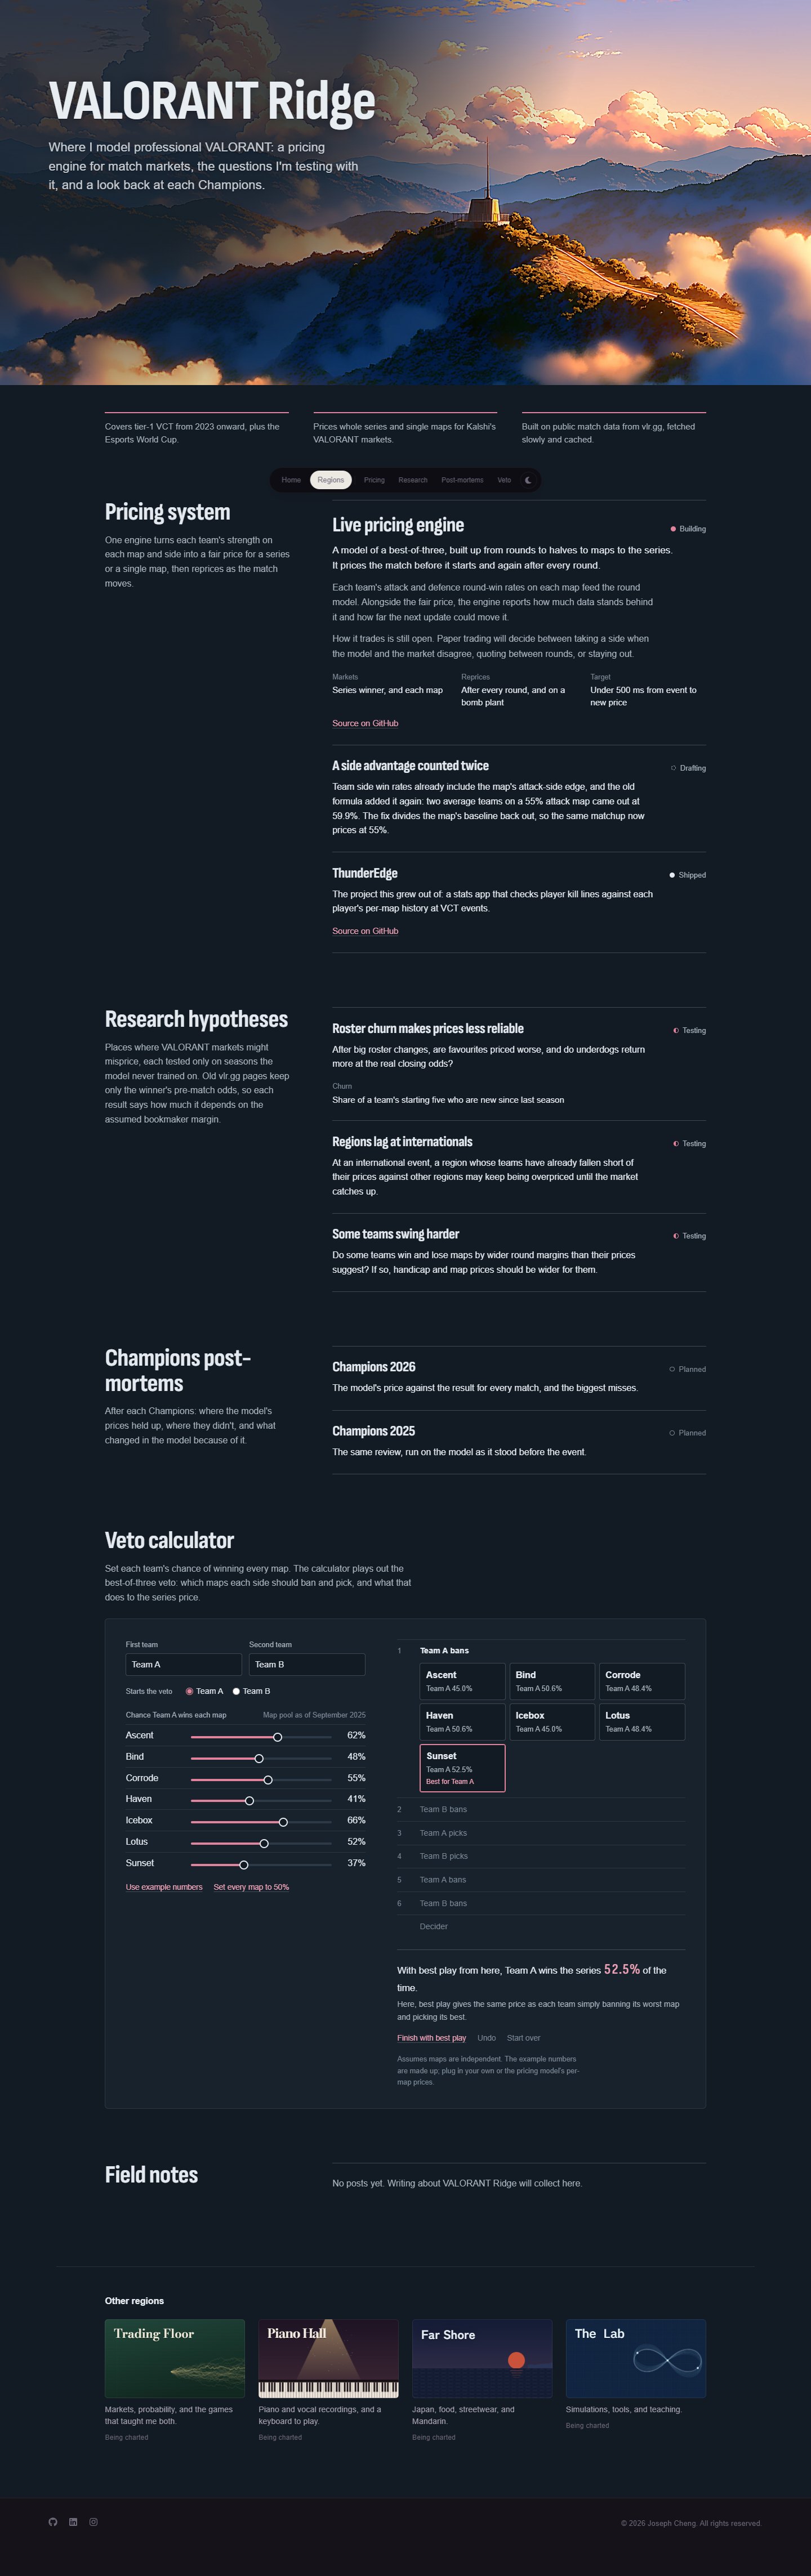 VALORANT Ridge
Where I model professional VALORANT: a pricing
engine for match markets, the questions I'm testing with
it, and a look back at each Champions.
Covers tier-1 VCT from 2023 onward, plus the
Esports World Cup.
Prices whole series and single maps for Kalshi's
VALORANT markets.
Built on public match data from vlr.gg, fetched
slowly and cached.
Home Regions Pricing Research Post-mortems Veto
Pricing system
One engine turns each team's strength on
each map and side into a fair price for a series
or a single map, then reprices as the match
moves.
Live pricing engine
Building
A model of a best-of-three, built up from rounds to halves to maps to the series.
It prices the match before it starts and again after every round.
Each team's attack and defence round-win rates on each map feed the round
model. Alongside the fair price, the engine reports how much data stands behind
it and how far the next update could move it.
How it trades is still open. Paper trading will decide between taking a side when
the model and the market disagree, quoting between rounds, or staying out.
Markets
Series winner, and each map
Reprices
After every round, and on a
bomb plant
Target
Under 500 ms from event to
new price
Source on GitHub
A side advantage counted twice
Drafting
Team side win rates already include the map's attack-side edge, and the old
formula added it again: two average teams on a 55% attack map came out at
59.9%. The fix divides the map's baseline back out, so the same matchup now
prices at 55%.
ThunderEdge
Shipped
The project this grew out of: a stats app that checks player kill lines against each
player's per-map history at VCT events.
Source on GitHub
Research hypotheses
Places where VALORANT markets might
misprice, each tested only on seasons the
model never trained on. Old vlr.gg pages keep
only the winner's pre-match odds, so each
result says how much it depends on the
assumed bookmaker margin.
Roster churn makes prices less reliable
Testing
After big roster changes, are favourites priced worse, and do underdogs return
more at the real closing odds?
Churn
Share of a team's starting five who are new since last season
Regions lag at internationals
Testing
At an international event, a region whose teams have already fallen short of
their prices against other regions may keep being overpriced until the market
catches up.
Some teams swing harder
Testing
Do some teams win and lose maps by wider round margins than their prices
suggest? If so, handicap and map prices should be wider for them.
Champions post-
mortems
After each Champions: where the model's
prices held up, where they didn't, and what
changed in the model because of it.
Champions 2026
Planned
The model's price against the result for every match, and the biggest misses.
Champions 2025
Planned
The same review, run on the model as it stood before the event.
Veto calculator
Set each team's chance of winning every map. The calculator plays out the
best-of-three veto: which maps each side should ban and pick, and what that
does to the series price.
First team
Second team
Team A
Team B
Starts the veto Team A Team B
Chance Team A wins each map Map pool as of September 2025
Ascent 62%
Bind 48%
Corrode 55%
Haven 41%
Icebox 66%
Lotus 52%
Sunset 37%
Use example numbers Set every map to 50%
1 Team A bans
Ascent
Team A 45.0%
Bind
Team A 50.6%
Corrode
Team A 48.4%
Haven
Team A 50.6%
Icebox
Team A 45.0%
Lotus
Team A 48.4%
Sunset
Team A 52.5%
Best for Team A
2 Team B bans
3 Team A picks
4 Team B picks
5 Team A bans
6 Team B bans
Decider
With best play from here, Team A wins the series 52.5% of the
time.
Here, best play gives the same price as each team simply banning its worst map
and picking its best.
Finish with best play Undo Start over
Assumes maps are independent. The example numbers
are made up; plug in your own or the pricing model's per-
map prices.
Field notes
No posts yet. Writing about VALORANT Ridge will collect here.
Other regions
Trading Floor
Markets, probability, and the games
that taught me both.
Being charted
Piano Hall
Piano and vocal recordings, and a
keyboard to play.
Being charted
Far Shore
Japan, food, streetwear, and
Mandarin.
Being charted
The Lab
Simulations, tools, and teaching.
Being charted
© 2026 Joseph Cheng. All rights reserved.